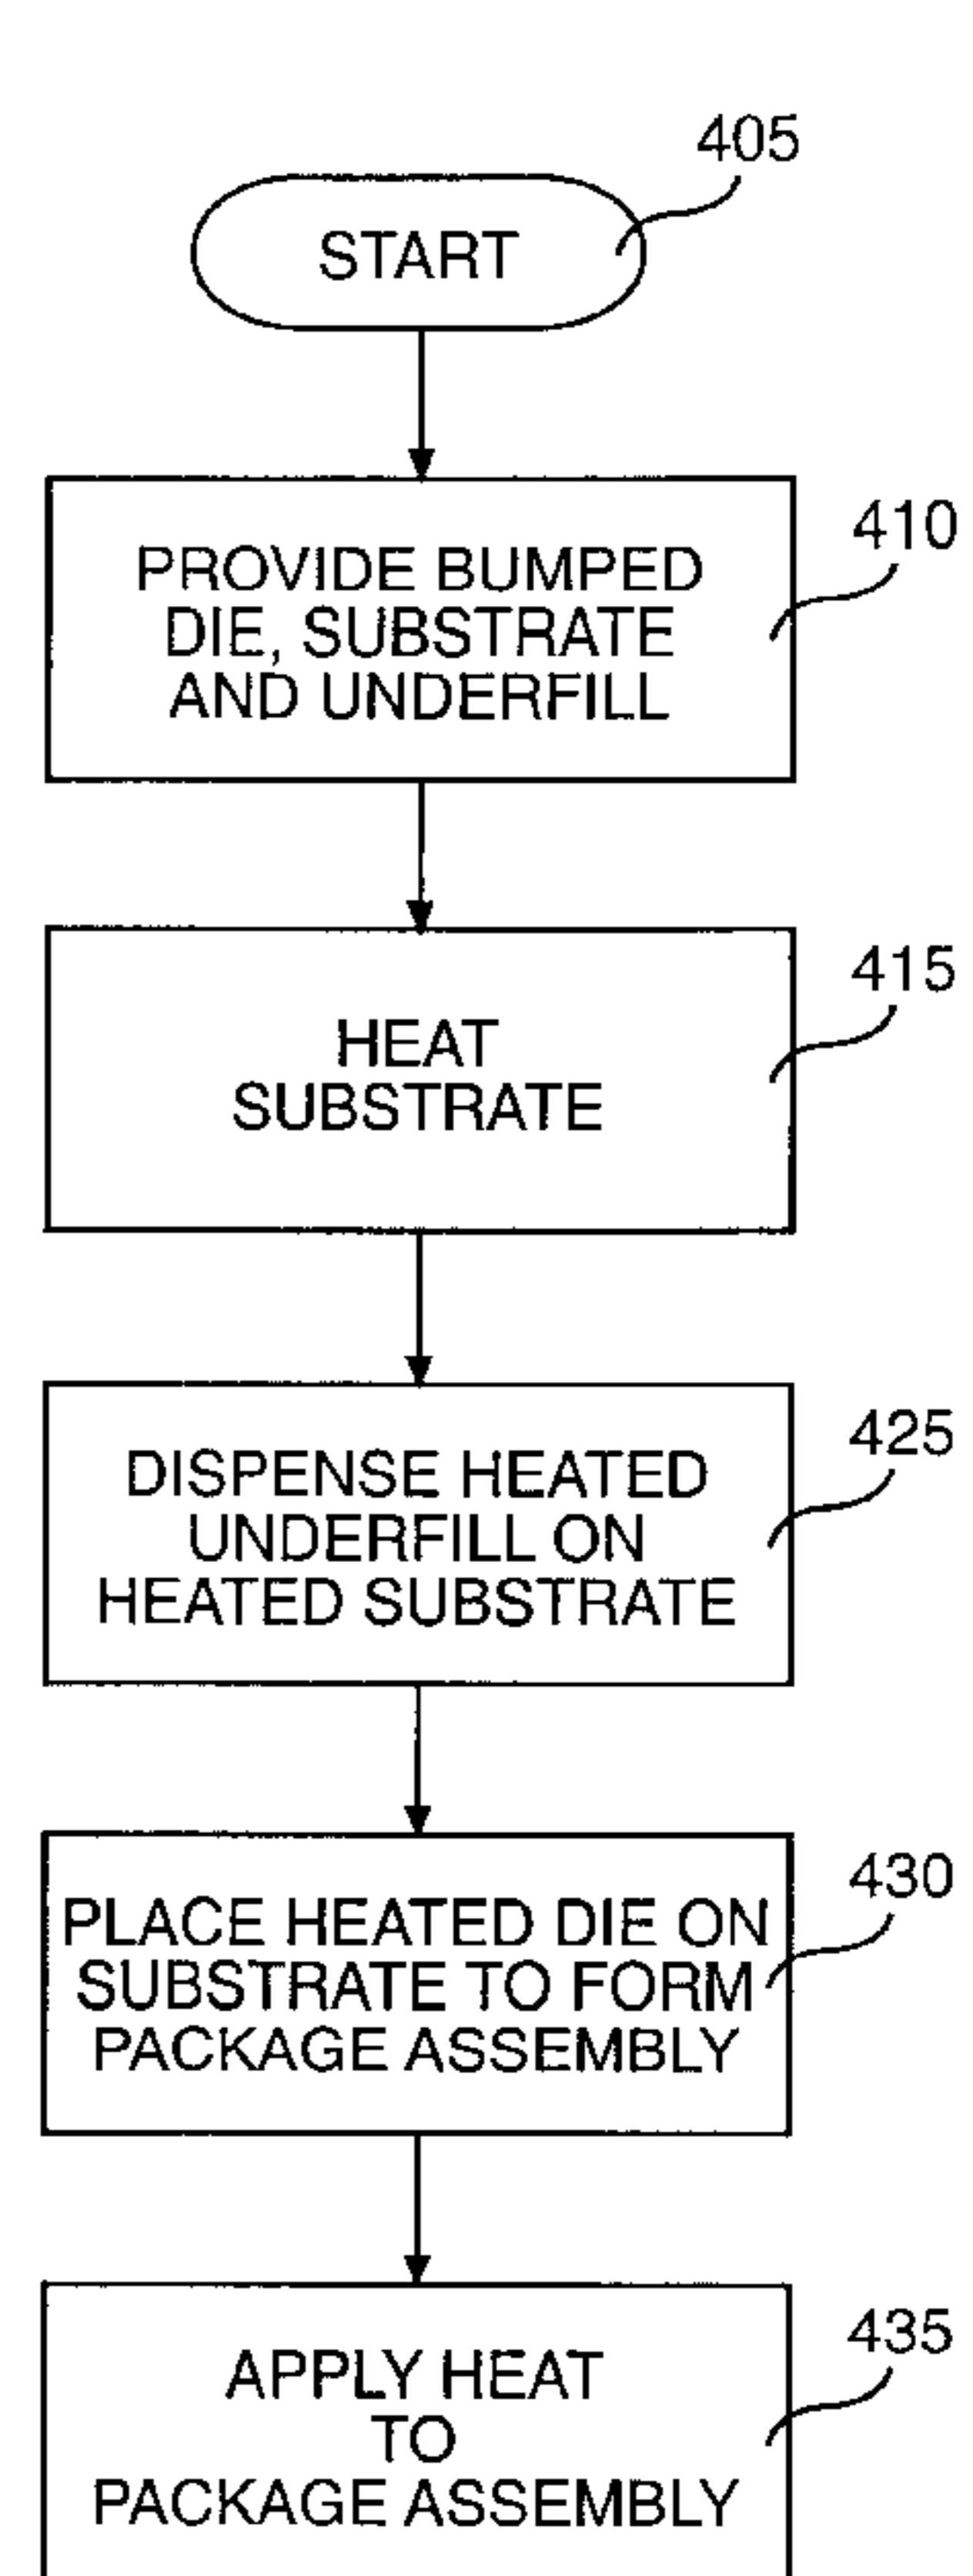 405
START
410
PROVIDE BUMPED
DIE, SUBSTRATE
AND UNDERFILL
415
HEAT
SUBSTRATE
425
DISPENSE HEATED
UNDERFILL ON
HEATED SUBSTRATE
430
PLACE HEATED DIE ON
SUBSTRATE TO FORM
PACKAGE ASSEMBLY
435
APPLY HEAT
TO
PACKAGE ASSEMBLY